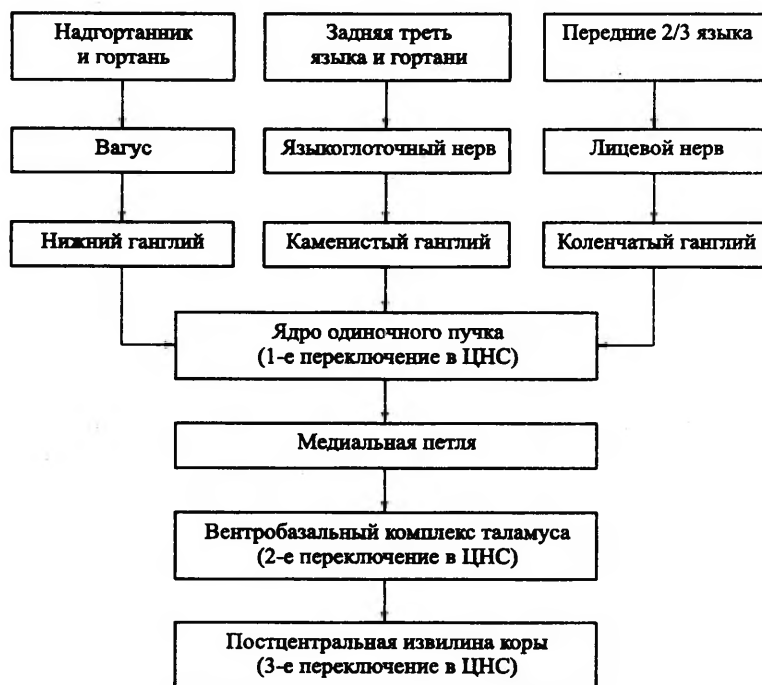 Надгортанник
и гортань
Задняя треть
языка и гортани
Передние 2/3 языка
Вагус
Языкоглоточный нерв
Лицевой нерв
Нижний ганглий
Каменистый ганглий
Коленчатый ганглий
Ядро одиночного пучка
(1-е переключение в ЦНС)
Медиальная петля
Вентробазальный комплекс таламуса
(2-е переключение в ЦНС)
Постцентральная извилина коры
(3-е переключение в ЦНС)